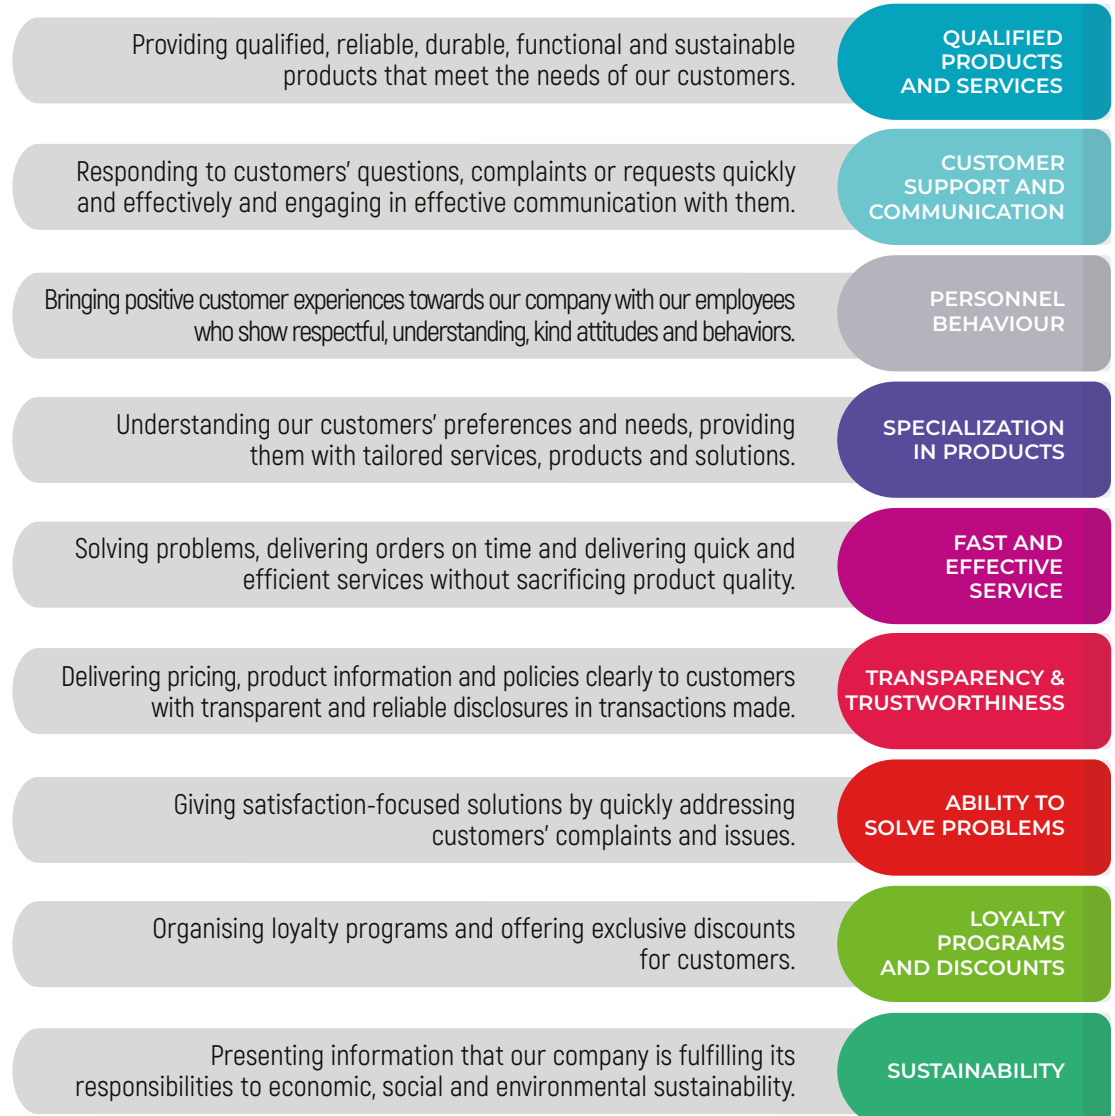 Providing qualified, reliable, durable, functional and sustainable
products that meet the needs of our customers.
QUALIFIED
PRODUCTS
AND SERVICES
Responding to customers' questions, complaints or requests quickly
and effectively and engaging in effective communication with them.
CUSTOMER
SUPPORT AND
COMMUNICATION
Bringing positive customer experiences towards our company with our employees
who show respectful, understanding, kind attitudes and behaviors.
PERSONNEL
BEHAVIOUR
Understanding our customers' preferences and needs, providing
them with tailored services, products and solutions.
SPECIALIZATION
IN PRODUCTS
Solving problems, delivering orders on time and delivering quick and
efficient services without sacrificing product quality.
FAST AND
EFFECTIVE
SERVICE
Delivering pricing, product information and policies clearly to customers
with transparent and reliable disclosures in transactions made.
TRANSPARENCY &
TRUSTWORTHINESS
Giving satisfaction-focused solutions by quickly addressing
customers' complaints and issues.
ABILITY TO
SOLVE PROBLEMS
Organising loyalty programs and offering exclusive discounts
for customers.
LOYALTY
PROGRAMS
AND DISCOUNTS
Presenting information that our company is fulfilling its
responsibilities to economic, social and environmental sustainability.
SUSTAINABILITY